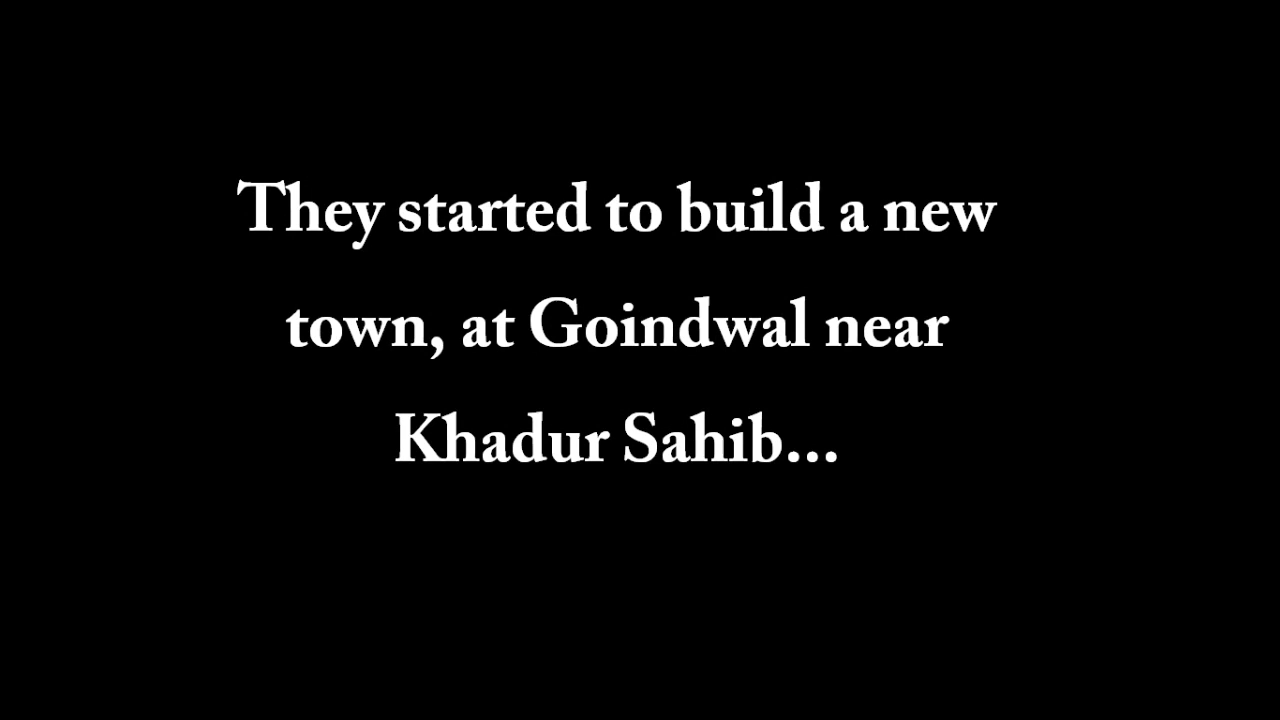 They started to build a new
town, at Goindwal near
Khadur Sahib...